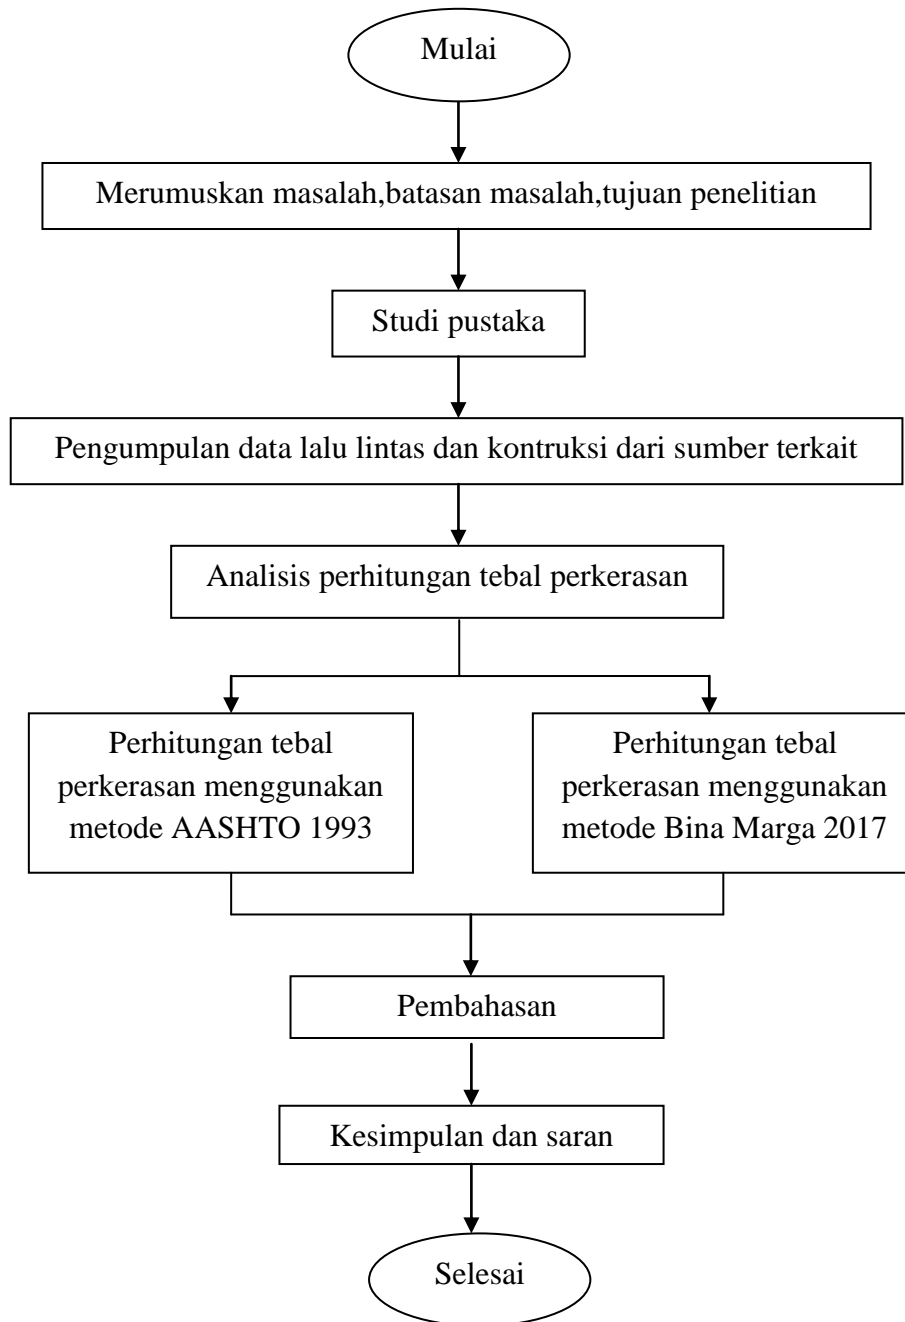 Mulai
Merumuskan masalah,batasan masalah,tujuan penelitian
Studi pustaka
Pengumpulan data lalu lintas dan kontruksi dari sumber terkait
Analisis perhitungan tebal perkerasan
Perhitungan tebal
perkerasan menggunakan
metode AASHTO 1993
Perhitungan tebal
perkerasan menggunakan
metode Bina Marga 2017
Pembahasan
Kesimpulan dan saran
Selesai